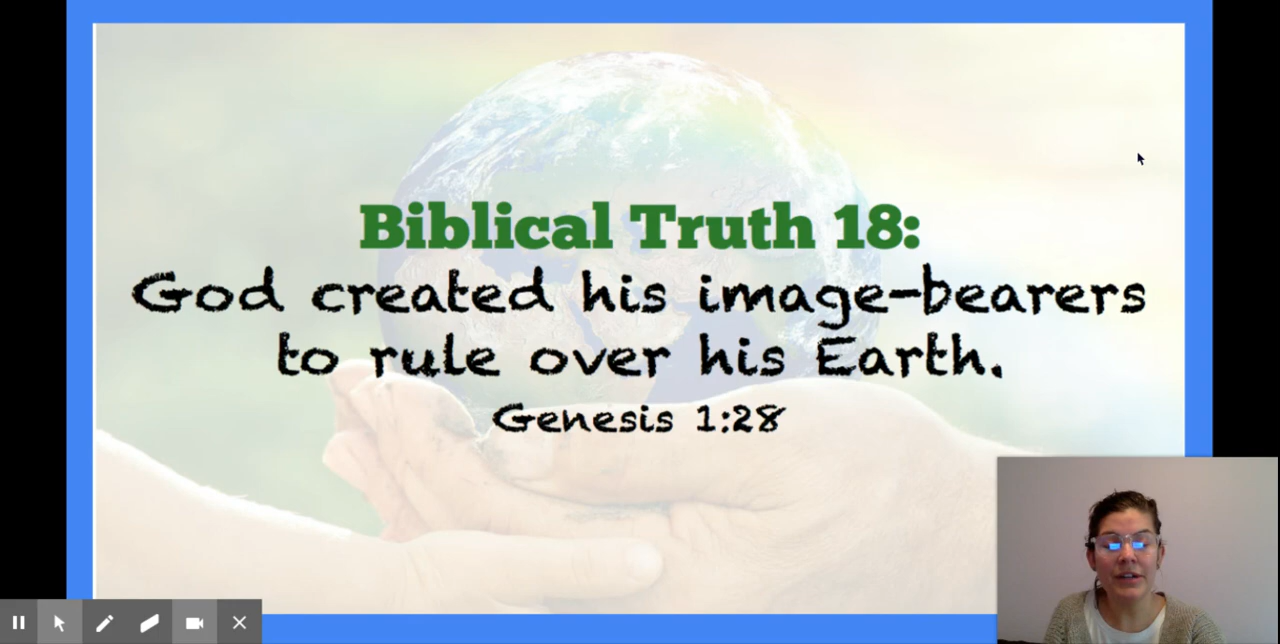 Biblical Truth 18:
God created his image-bearers
to rule over his Earth.
Genesis 1:28